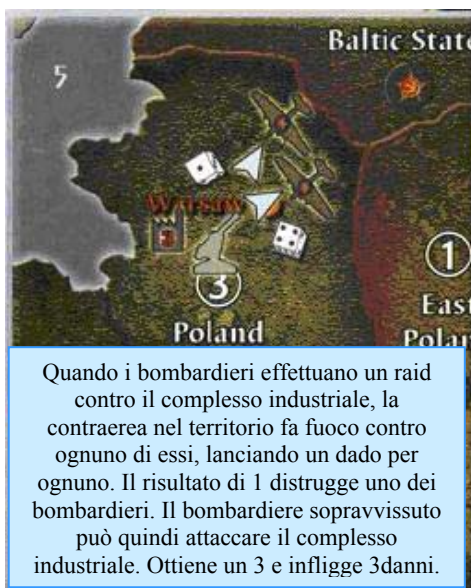 Baltic State
5
Warsaw
3
1
Poland
East
Polan
Quando i bombardieri effettuano un raid
contro il complesso industriale, la
contraerea nel territorio fa fuoco contro
ognuno di essi, lanciando un dado per
ognuno. Il risultato di 1 distrugge uno dei
bombardieri. Il bombardiere sopravvissuto
può quindi attaccare il complesso
industriale. Ottiene un 3 e infligge 3danni.